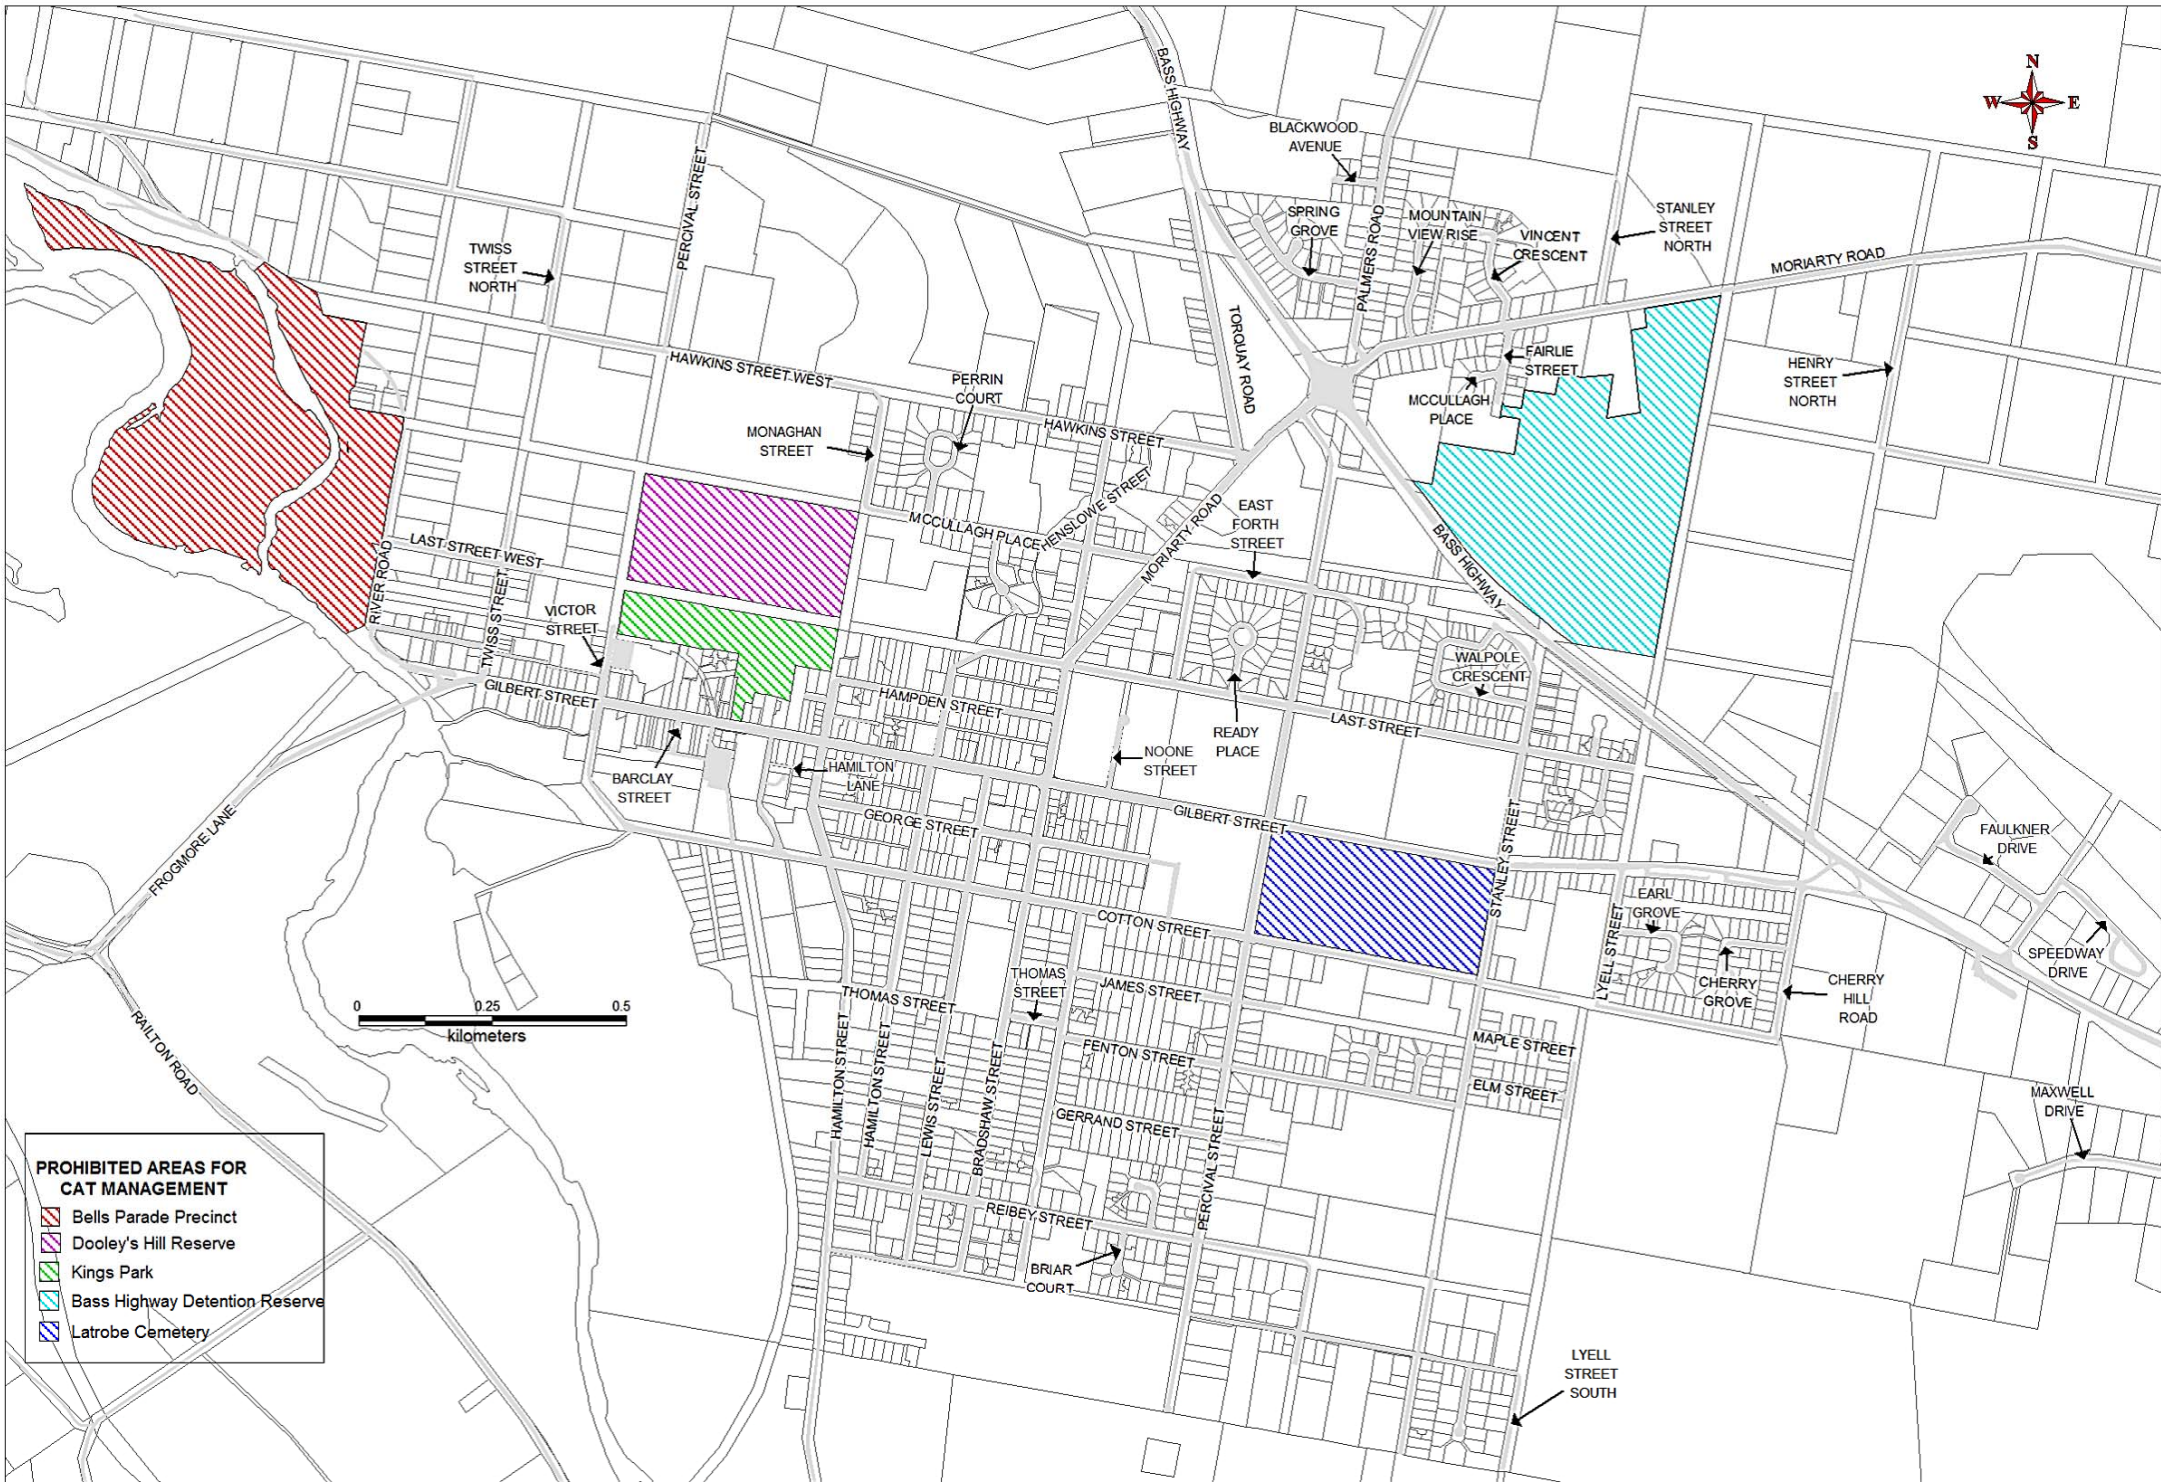 N
W E
S
BASS HIGHWAY
BLACKWOOD
AVENUE
PERCIVAL STREET
SPRING
GROVE
PALMERS ROAD
MOUNTAIN
VIEW RISE
VINCENT
CRESCENT
STANLEY
STREET
NORTH
MORIARTY ROAD
TWISS
STREET
NORTH
TORQUAY ROAD
HAWKINS STREET WEST
PERRIN
COURT
FAIRLIE
STREET
MCCULLAGH
PLACE
HENRY
STREET
NORTH
MONAGHAN
STREET
HAWKINS STREET
HENSLOWE STREET
MCCULLAGH PLACE
MORIARTY ROAD
EAST
FORTH
STREET
BASS HIGHWAY
LAST STREET WEST
RIVER ROAD
TWISS STREET
VICTOR
STREET
GILBERT STREET
HAMPDEN STREET
WALPOLE
CRESCENT
LAST STREET
READY
PLACE
NOONE
STREET
BARCLAY
STREET
HAMILTON
LANE
GEORGE STREET
GILBERT STREET
STANLEY STREET
FROGMORE LANE
FAULKNER
DRIVE
EARL
GROVE
COTTON STREET
LYELL STREET
SPEEDWAY
DRIVE
CHERRY
GROVE
CHERRY
HILL
ROAD
THOMAS
STREET
JAMES STREET
THOMAS STREET
0 0.25 0.5
kilometers
RAILTON ROAD
HAMILTON STREET
HAMILTON STREET
LEWIS STREET
BRADSHAW STREET
FENTON STREET
MAPLE STREET
ELM STREET
GERRAND STREET
PERCIVAL STREET
MAXWELL
DRIVE
REIBEY STREET
BRIAR
COURT
LYELL
STREET
SOUTH
PROHIBITED AREAS FOR
CAT MANAGEMENT
Bells Parade Precinct
Dooley's Hill Reserve
Kings Park
Bass Highway Detention Reserve
Latrobe Cemetery